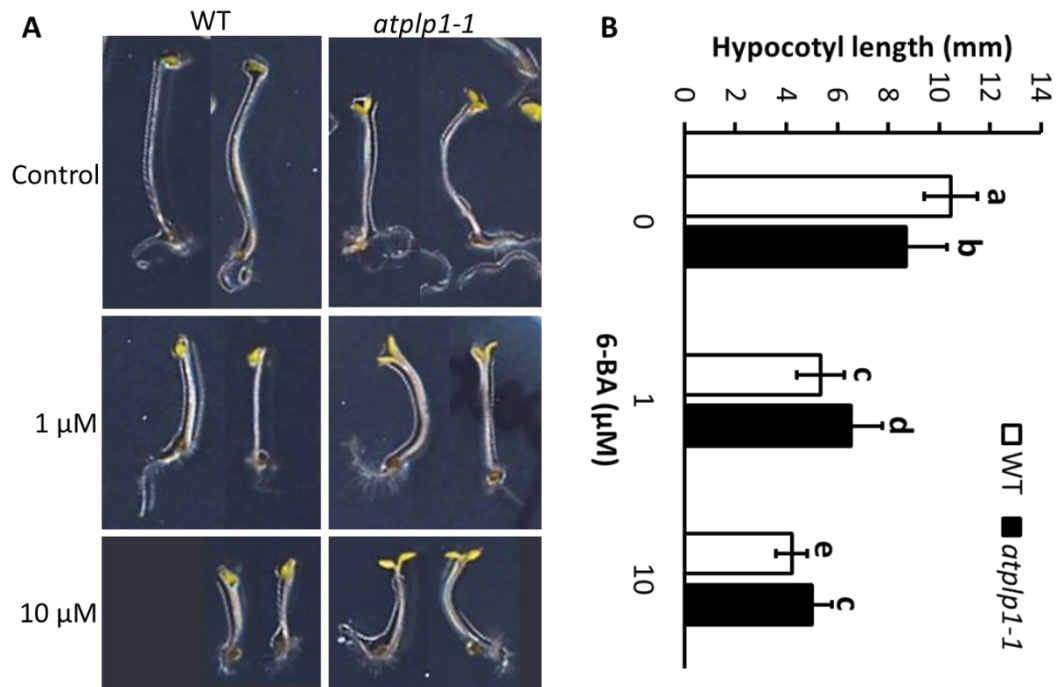 A
WT
atplp1-1
Control
1 µM
10 µM
B
Hypocotyl length (mm)
0 2 4 6 8 10 12 14
a
b
0
c
d
1
e
c
10
6-BA (µM)
WT
atplp1-1